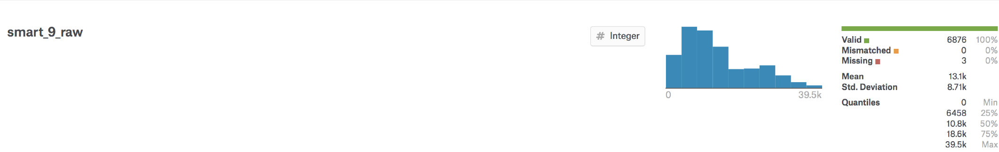 smart_9_raw
# Integer
0 39.5k
Valid 6876 100%
Mismatched 0 0%
Missing 3 0%
Mean 13.1k
Std. Deviation 8.71k
Quantiles 0 Min
6458 25%
10.8k 50%
18.6k 75%
39.5k Max